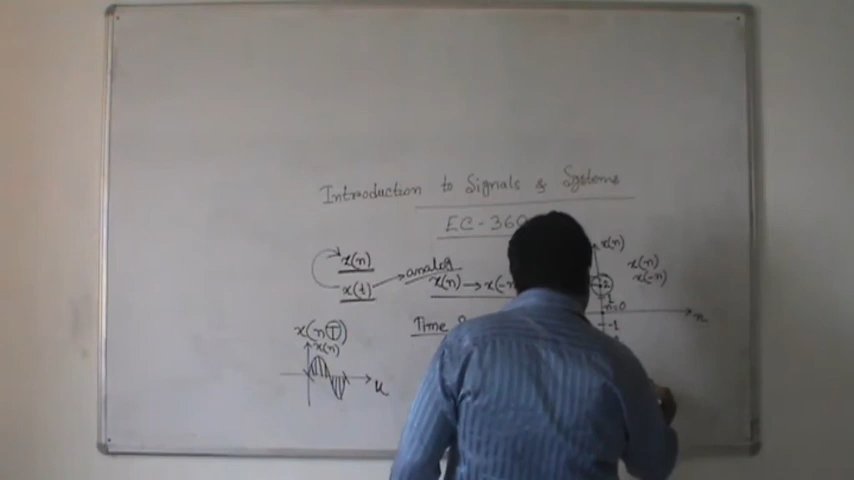 Introduction to Signals & Systems
EC-360
x(n)
x(t)
analog
x(n) → x(-n
Time
x(nT)
x(n)
x(n)
x(n)
x(-n)
+2
n=0
-1
n